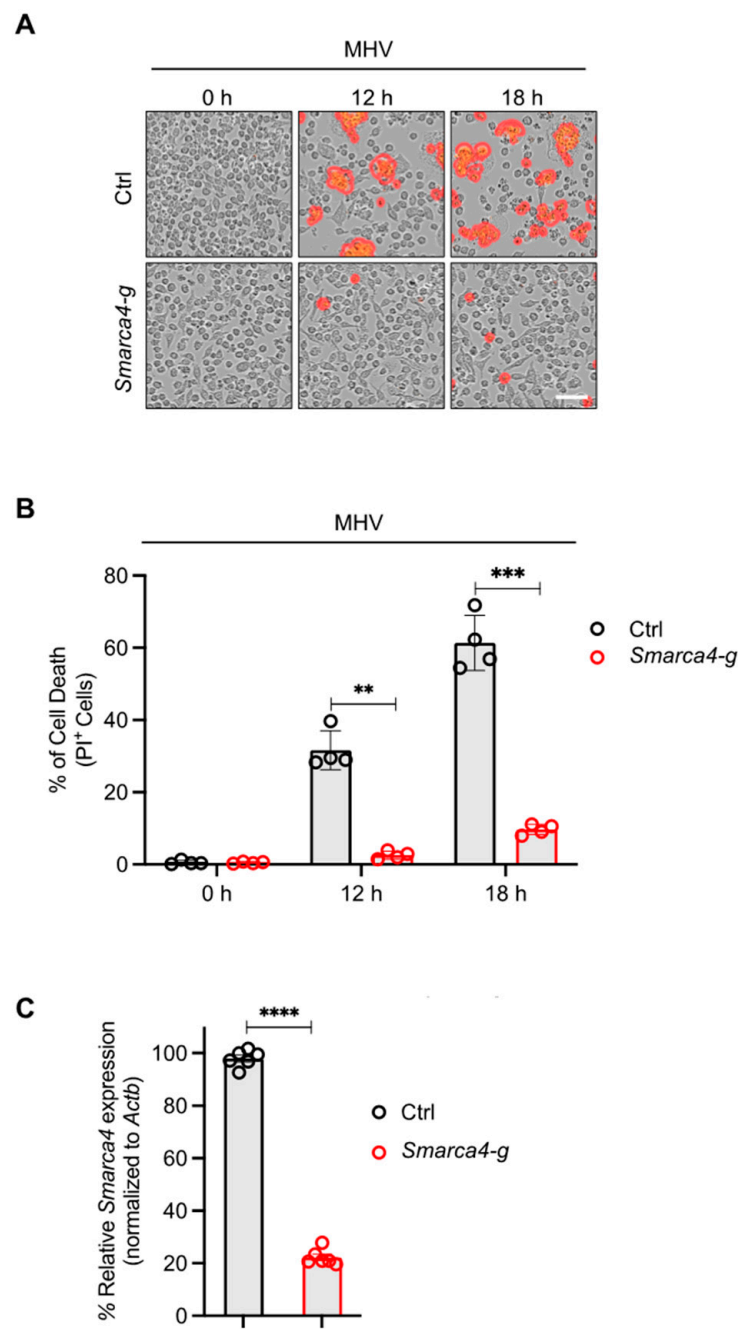 A
MHV
0 h 12 h 18 h
Ctrl
Smarca4-g
B
MHV
% of Cell Death
(PI+ Cells)
80
60
40
20
0
**
***
Ctrl
Smarca4-g
0 h 12 h 18 h
C
% Relative Smarca4 expression
(normalized to Actb)
100
80
60
40
20
0
****
Ctrl
Smarca4-g